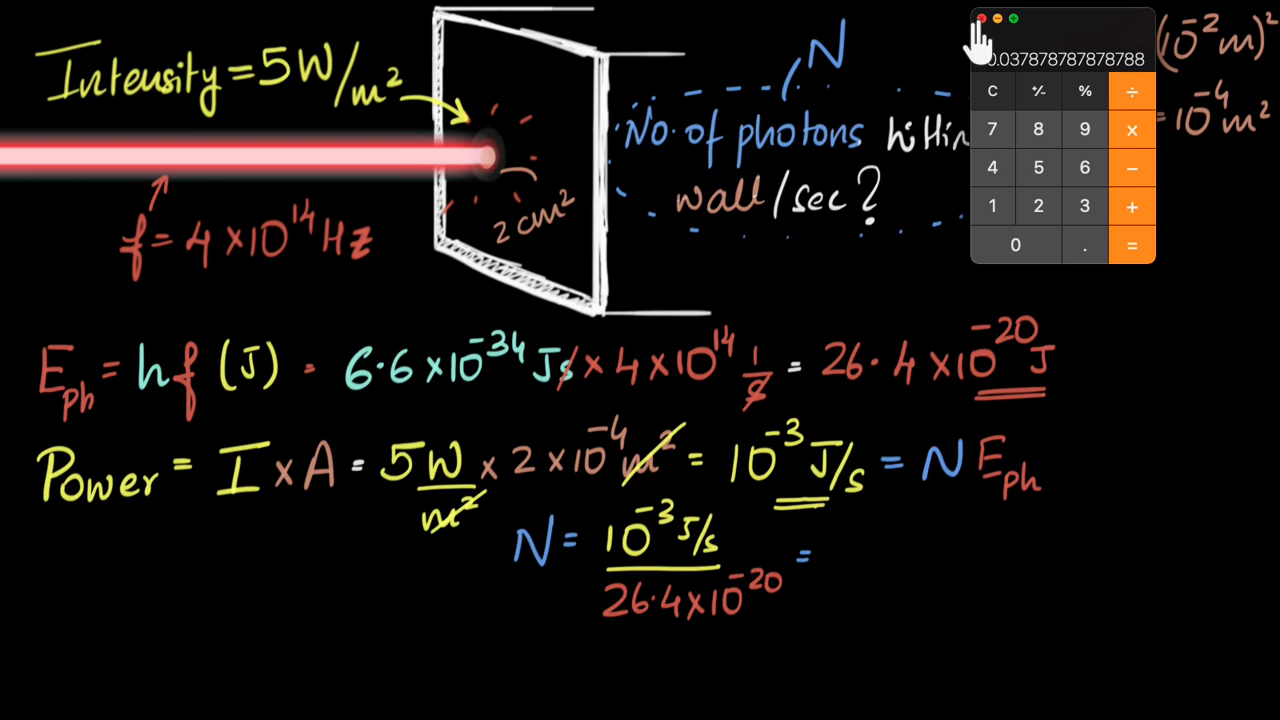 Intensity = 5 W/m²
N
No. of photons hittin
wall/sec?
f = 4 × 10¹⁴ Hz
2 cm²
(10⁻² m)²
= 10⁻⁴ m²
0.0378787878788
C +/- % ÷
7 8 9 ×
4 5 6 −
1 2 3 +
0 . =
E_ph = hf (J) = 6.6 × 10⁻³⁴ Js × 4 × 10¹⁴ 1/s = 26.4 × 10⁻²⁰ J
Power = I × A = 5 W/m² × 2 × 10⁻⁴ m² = 10⁻³ J/s = N E_ph
N = 10⁻³ J/s / 26.4 × 10⁻²⁰ =